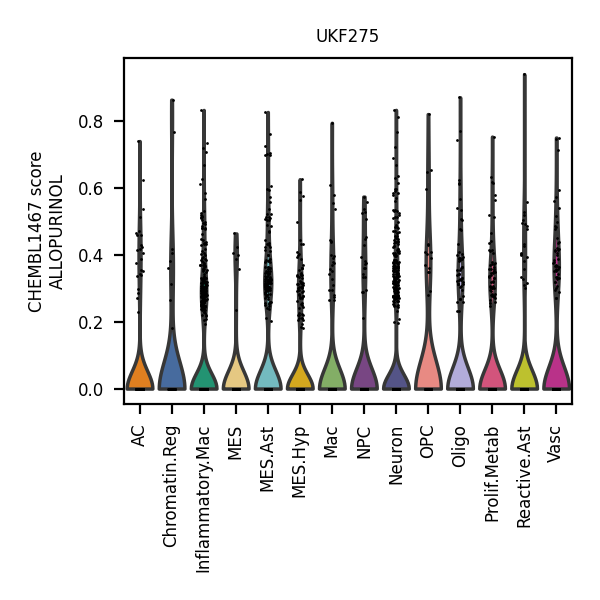 UKF275
CHEMBL1467 score
ALLOPURINOL
0.8
0.6
0.4
0.2
0.0
AC
Chromatin.Reg
Inflammatory.Mac
MES
MES.Ast
MES.Hyp
Mac
NPC
Neuron
OPC
Oligo
Prolif.Metab
Reactive.Ast
Vasc